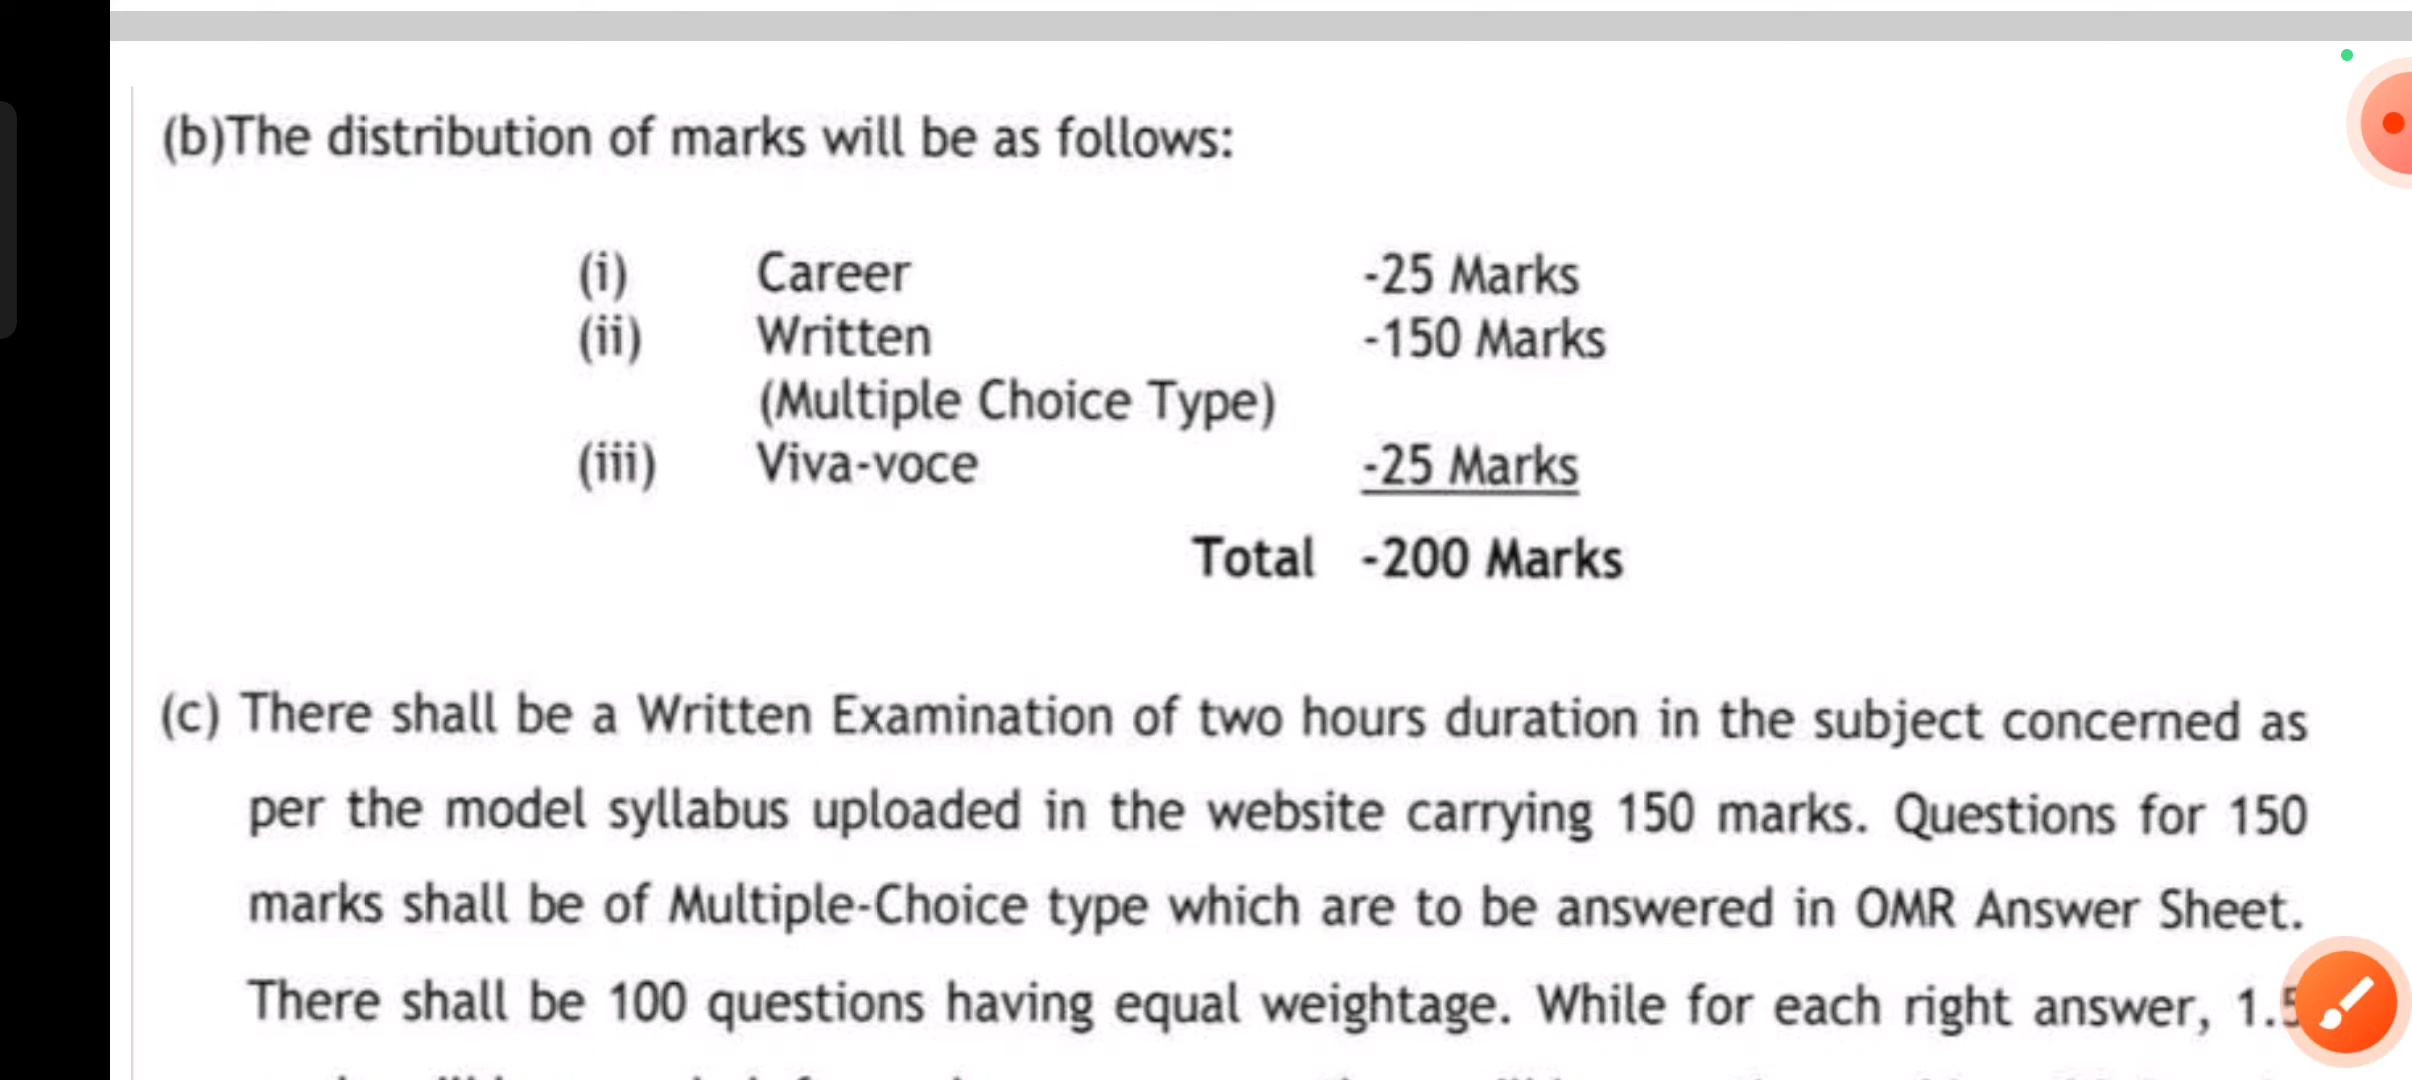 (b)The distribution of marks will be as follows:
(i) Career -25 Marks
(ii) Written -150 Marks
(Multiple Choice Type)
(iii) Viva-voce -25 Marks
Total -200 Marks
(c) There shall be a Written Examination of two hours duration in the subject concerned as
per the model syllabus uploaded in the website carrying 150 marks. Questions for 150
marks shall be of Multiple-Choice type which are to be answered in OMR Answer Sheet.
There shall be 100 questions having equal weightage. While for each right answer, 1.5